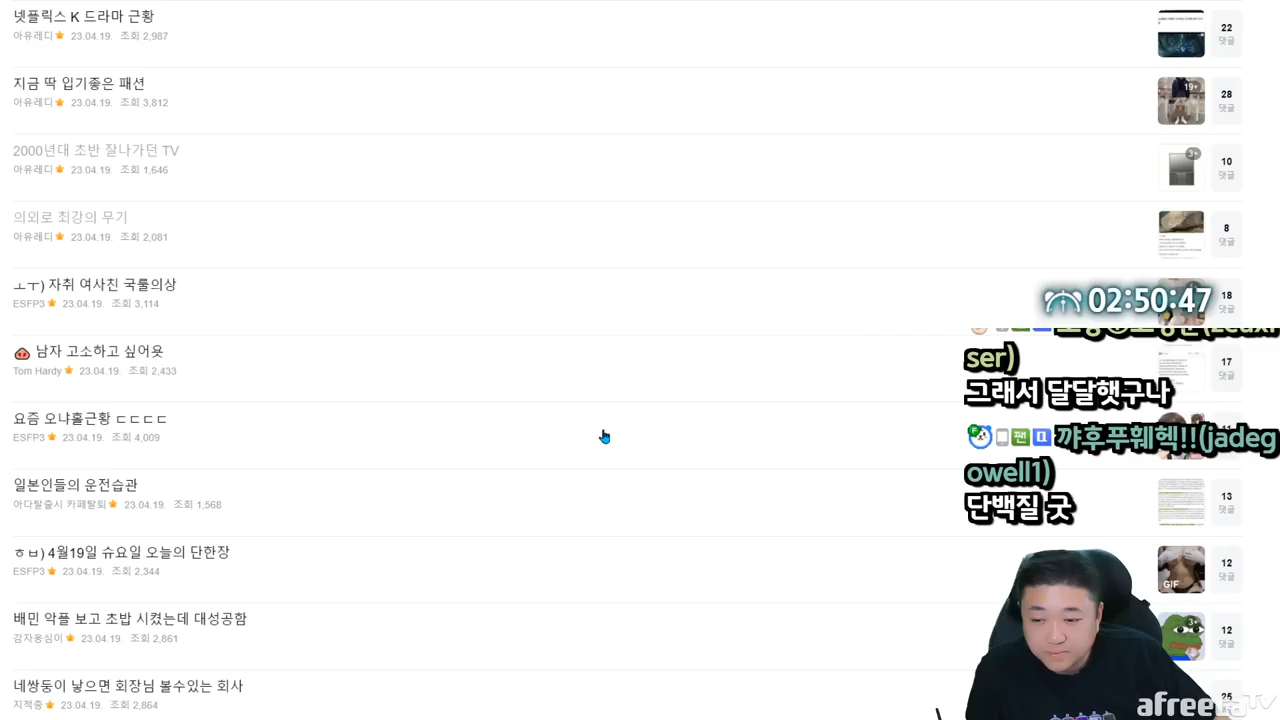 넷플릭스 K 드라마 근황
아유레디 23.04.19. 조회 2,987
22
댓글
지금 딱 입기좋은 패션
아유레디 23.04.19. 조회 3,812
19+
28
댓글
2000년대 초반 잘나가던 TV
아유레디 23.04.19. 조회 1,646
3+
10
댓글
의외로 최강의 무기
아유레디 23.04.19. 조회 2,081
8
댓글
ㅗㅜ) 자취 여사친 국룰의상
ESFP3 23.04.19. 조회 3,114
18
댓글
02:50:47
남자 고소하고 싶어욧
Tom Hardy 23.04.19. 조회 2,433
17
댓글
ser)
그래서 달달햇구나
요즘 오냐홀근황 ㄷㄷㄷㄷ
ESFP3 23.04.19. 조회 4,009
팬 꺄후푸훼헥!!(jadeg
owell1)
단백질 굿
일본인들의 운전습관
아다탈출시 카페탈퇴 23.04.19. 조회 1,568
13
댓글
ㅎㅂ) 4월19일 슈요일 오늘의 단한장
ESFP3 23.04.19. 조회 2,344
GIF
12
댓글
배민 악플 보고 초밥 시켰는데 대성공함
감자옹심이 23.04.19. 조회 2,861
3+
12
댓글
네쌍둥이 낳으면 회장님 볼수있는 회사
지적충 23.04.19. 조회 2,864
25
afreecaTV